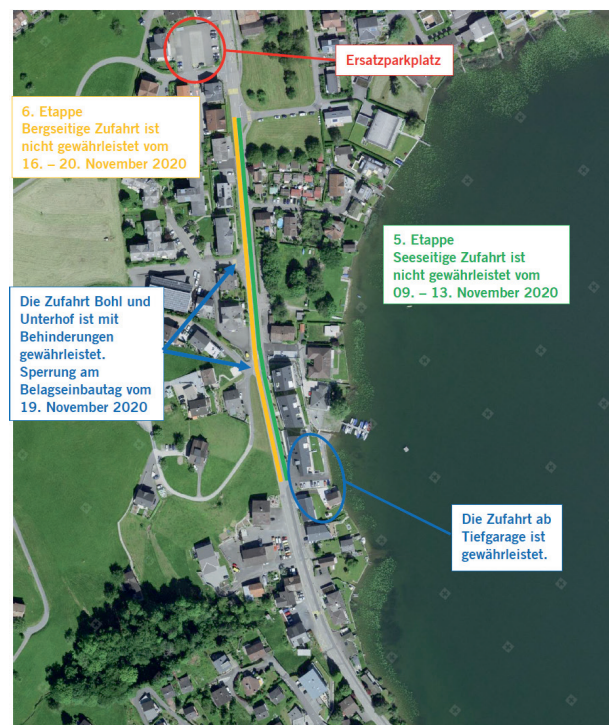 Ersatzparkplatz
6. Etappe
Bergseitige Zufahrt ist
nicht gewährleistet vom
16. – 20. November 2020
5. Etappe
Seeseitige Zufahrt ist
nicht gewährleistet vom
09. – 13. November 2020
Die Zufahrt Bohl und
Unterhof ist mit
Behinderungen
gewährleistet.
Sperrung am
Belagseinbautag vom
19. November 2020
Die Zufahrt ab
Tiefgarage ist
gewährleistet.